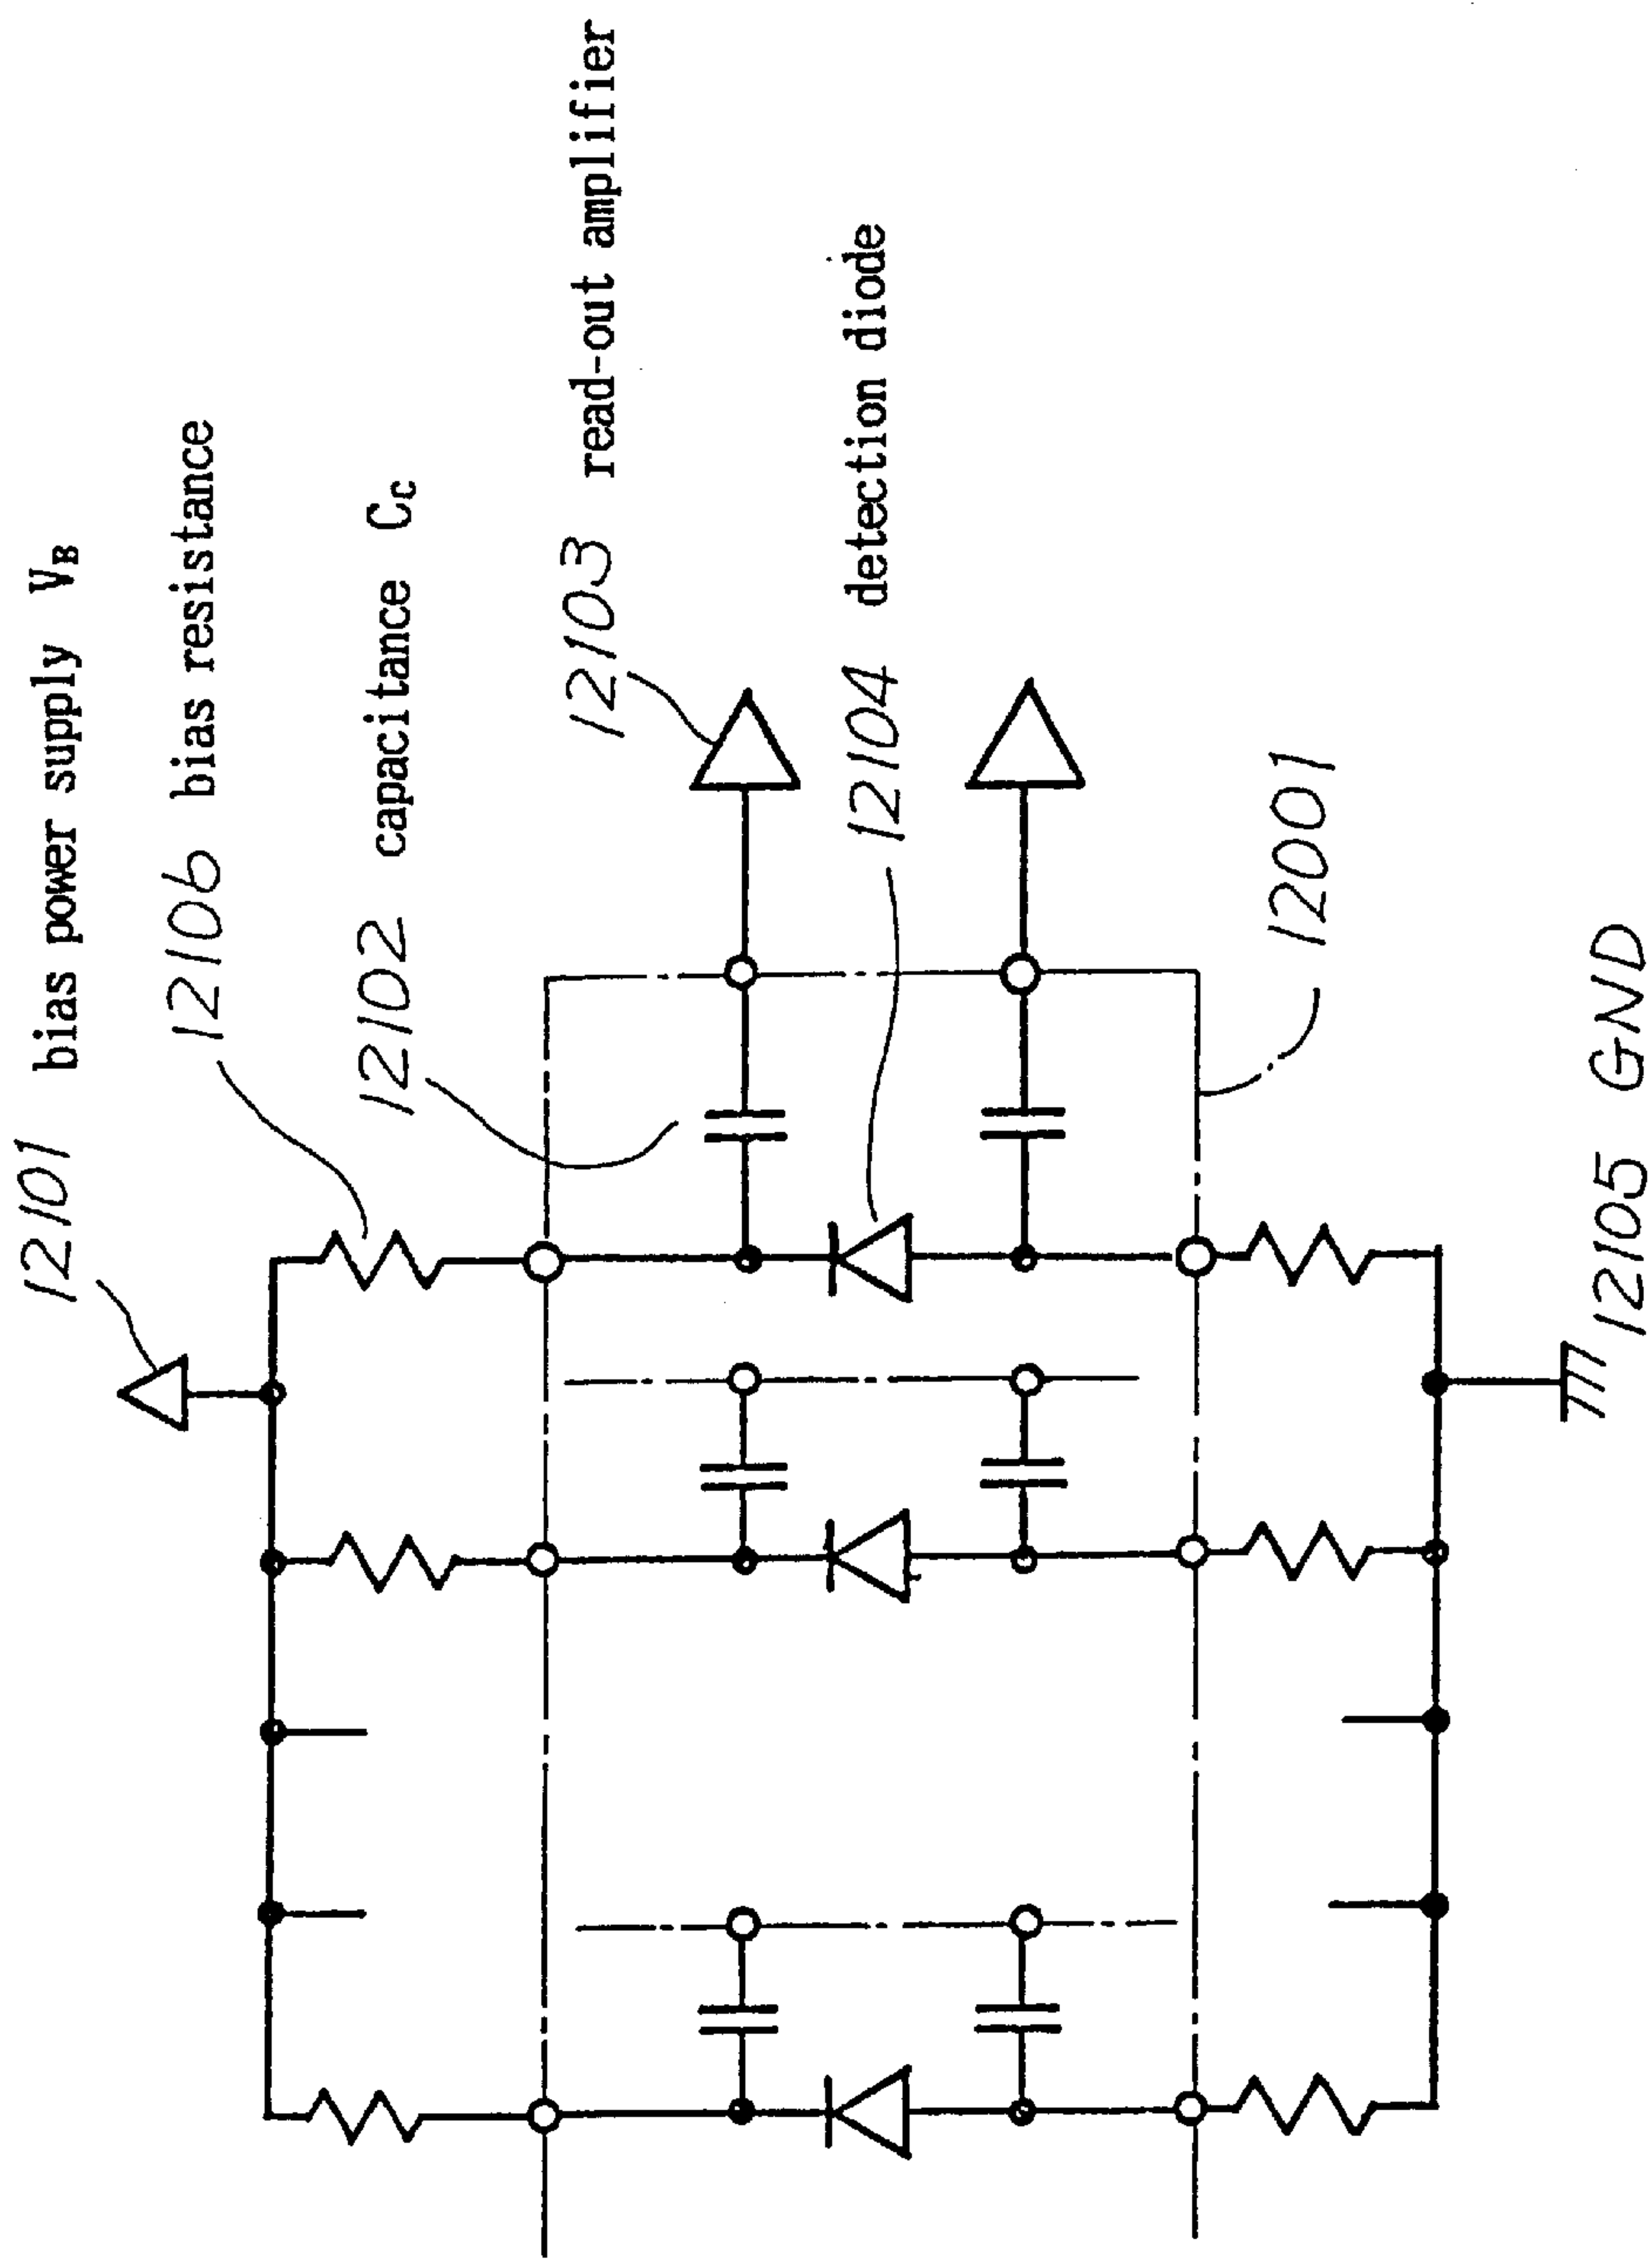 12101 bias power supply V_B
12106 bias resistance
12102 capacitance C_C
12103 read-out amplifier
12104 detection diode
12001
12105 GND